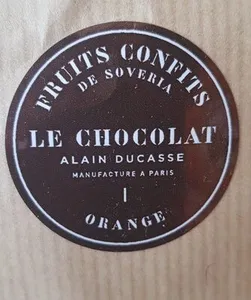 FRUITS CONFITS
DE SOVERIA
LE CHOCOLAT
ALAIN DUCASSE
MANUFACTURE A PARIS
ORANGE